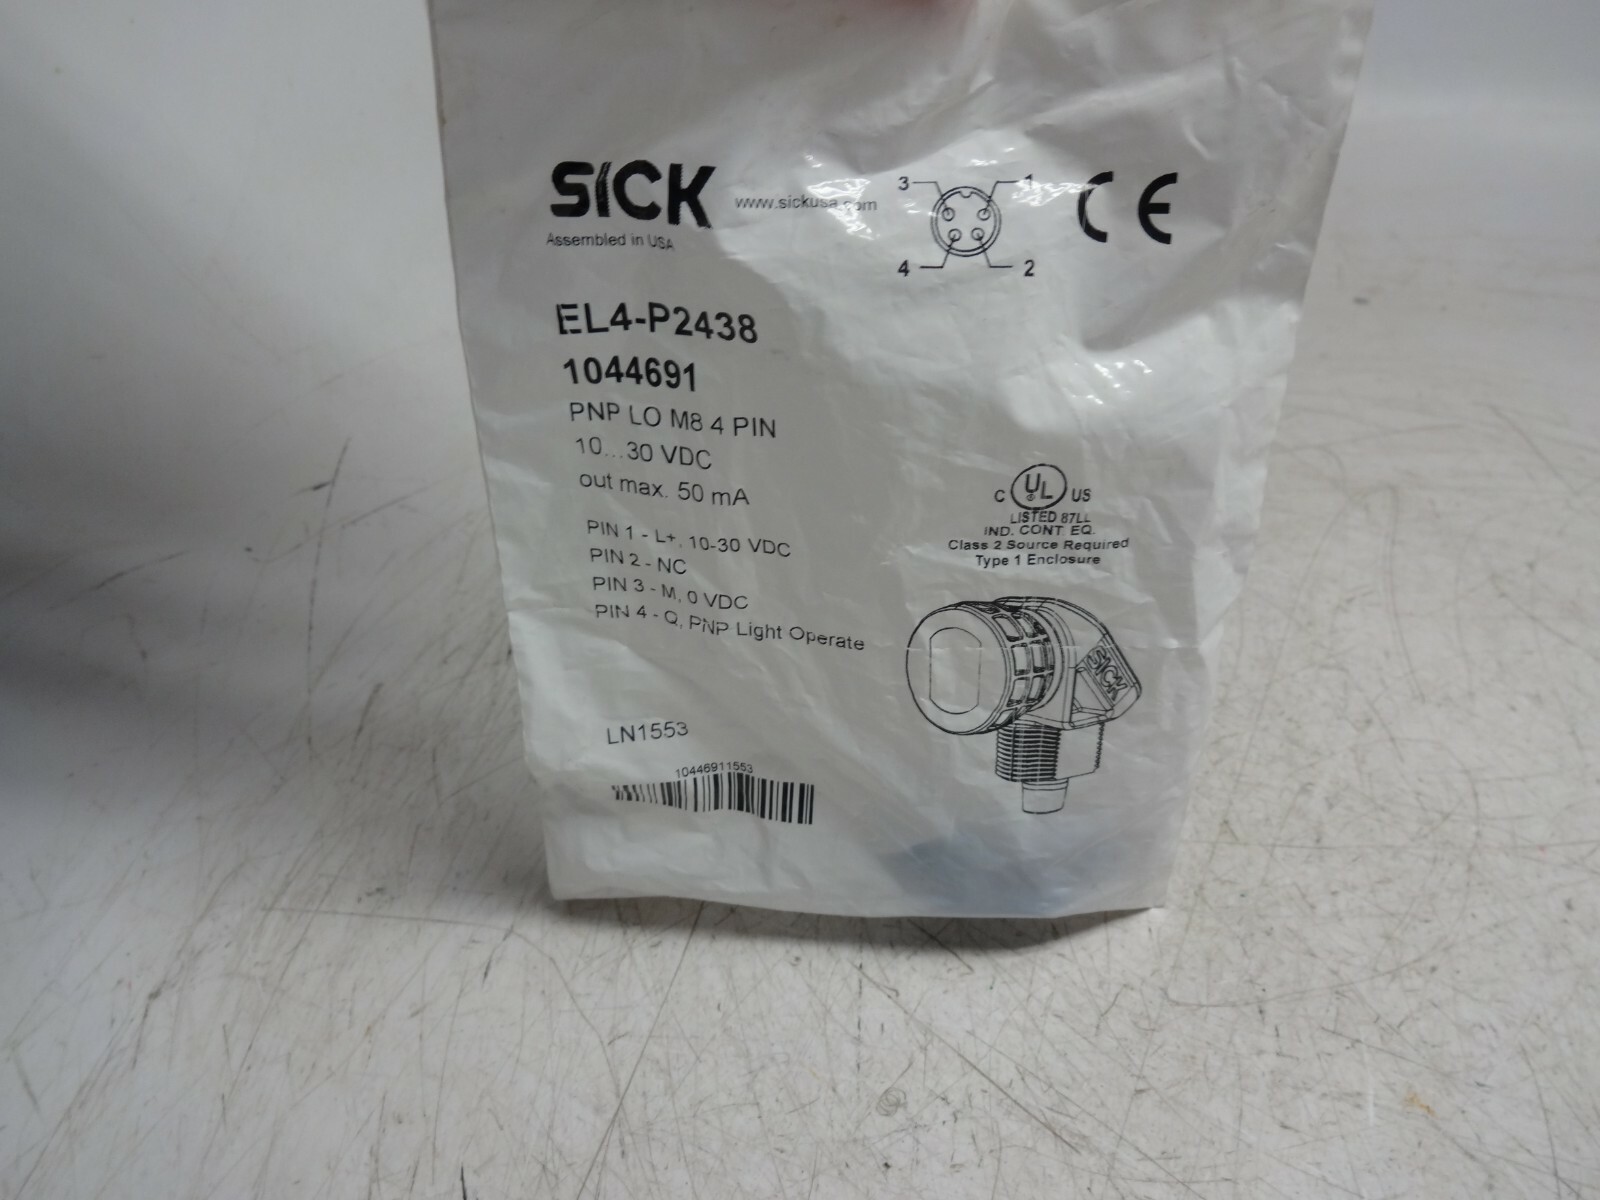 SICK
www.sickusa.com
Assembled in USA
3 1
4 2
CE
EL4-P2438
1044691
PNP LO M8 4 PIN
10...30 VDC
out max. 50 mA
PIN 1 - L+, 10-30 VDC
PIN 2 - NC
PIN 3 - M, 0 VDC
PIN 4 - Q, PNP Light Operate
C UL US
®
LISTED 87LL
IND. CONT. EQ.
Class 2 Source Required
Type 1 Enclosure
SICK
LN1553
10446911553